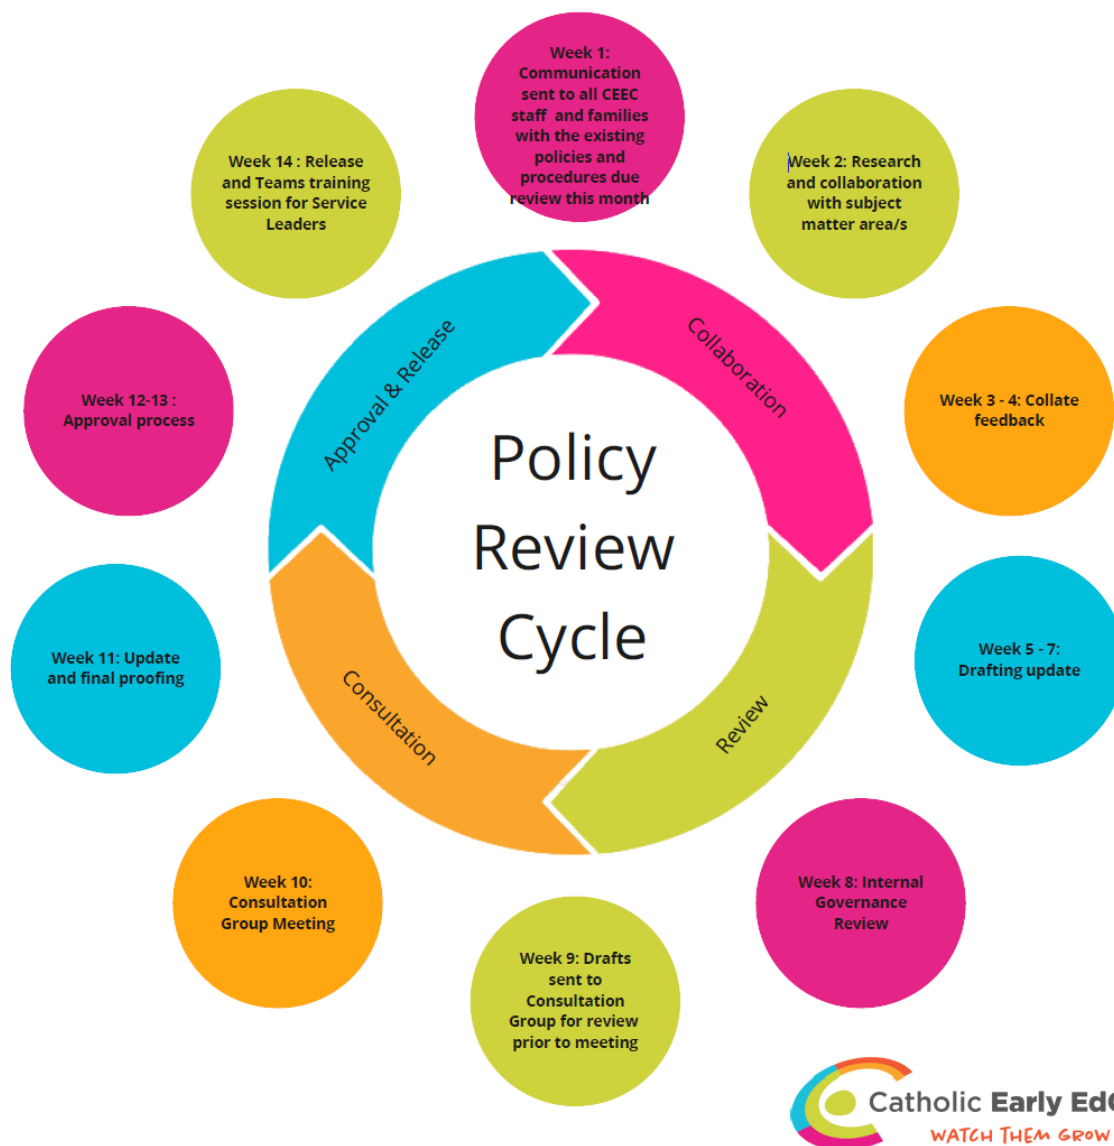 Week 1:
Communication
sent to all CEEC
staff and families
with the existing
policies and
procedures due
review this month
Week 2: Research
and collaboration
with subject
matter area/s
Week 3 - 4: Collate
feedback
Week 5 - 7:
Drafting update
Week 8: Internal
Governance
Review
Week 9: Drafts
sent to
Consultation
Group for review
prior to meeting
Week 10:
Consultation
Group Meeting
Week 11: Update
and final proofing
Week 12-13 :
Approval process
Week 14 : Release
and Teams training
session for Service
Leaders
Collaboration
Review
Consultation
Approval & Release
Policy
Review
Cycle
Catholic Early Ed
WATCH THEM GROW